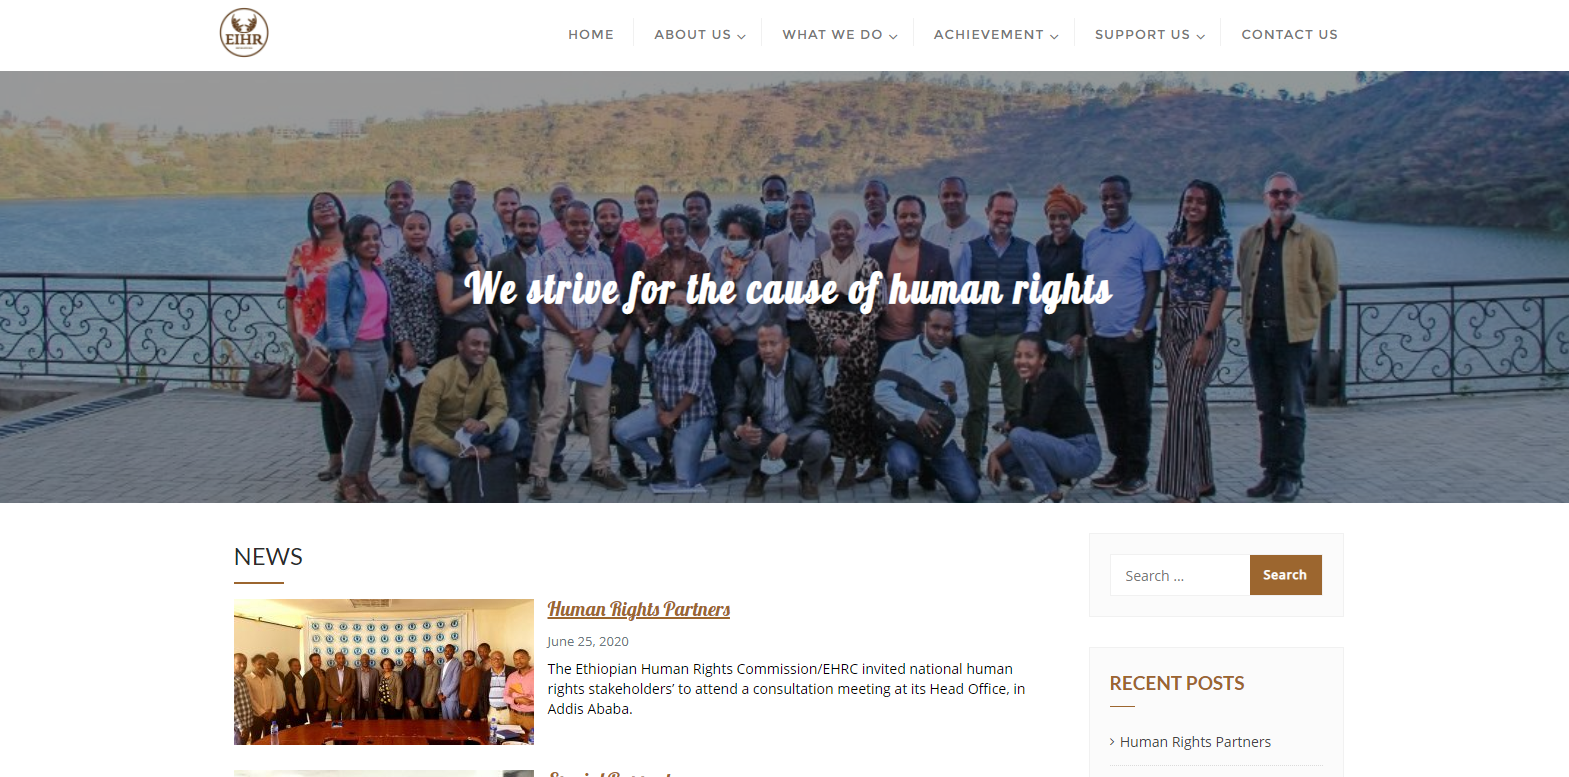 EIHR
HOME
ABOUT US
WHAT WE DO
ACHIEVEMENT
SUPPORT US
CONTACT US
We strive for the cause of human rights
NEWS
Human Rights Partners
June 25, 2020
The Ethiopian Human Rights Commission/EHRC invited national human
rights stakeholders’ to attend a consultation meeting at its Head Office, in
Addis Ababa.
Search ...
Search
RECENT POSTS
Human Rights Partners